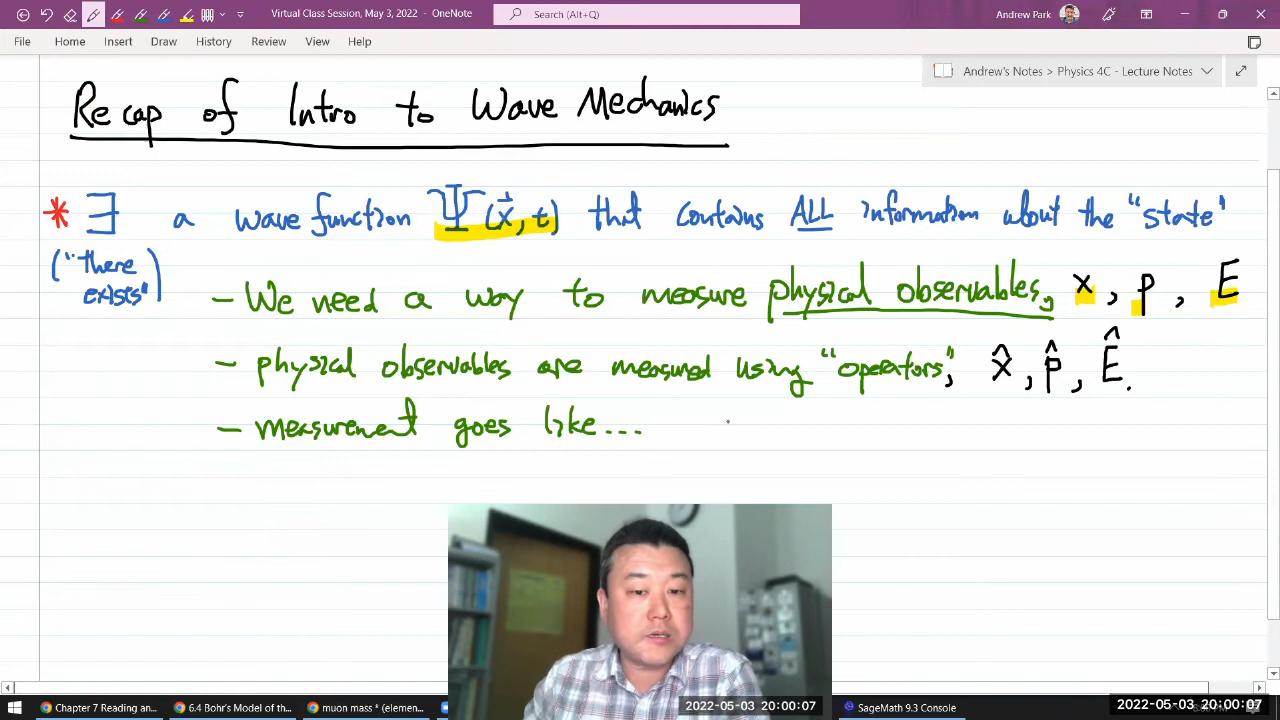 Virtual Class Session, May 3, 2022 - OneNote
Search (Alt+Q)
Andrew Park
File Home Insert Draw History Review View Help
Andrew's Notes > Physics 4C - Lecture Notes
Recap of Intro to Wave Mechanics
* ∃ a wave function Ψ(x⃗, t) that contains ALL information about the "state"
("there exists")
- We need a way to measure physical observables, x, p, E
- physical observables are measured using "operators", x̂, p̂, Ê.
- measurement goes like...
2022-05-03 20:00:07
Chapter 7 Reading an
6.4 Bohr's Model of th
muon mass * (elemen
SageMath 9.3 Console
2022-05-03 20:00:07